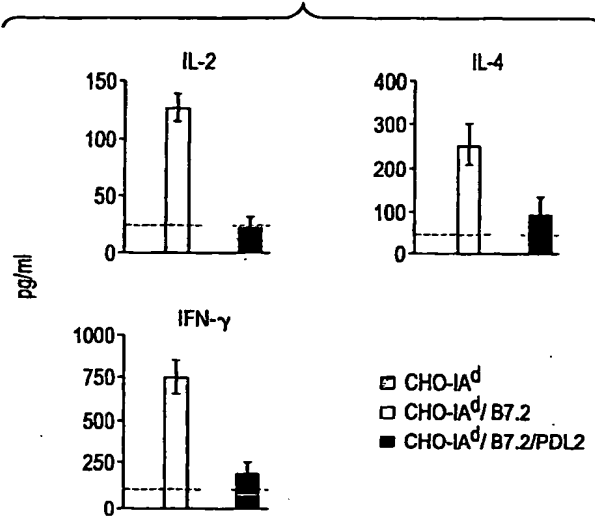 IL-2
150
100
50
0
IL-4
400
300
200
100
0
pg/ml
IFN-γ
1000
750
500
250
0
CHO-IAd
CHO-IAd/B7.2
CHO-IAd/B7.2/PDL2